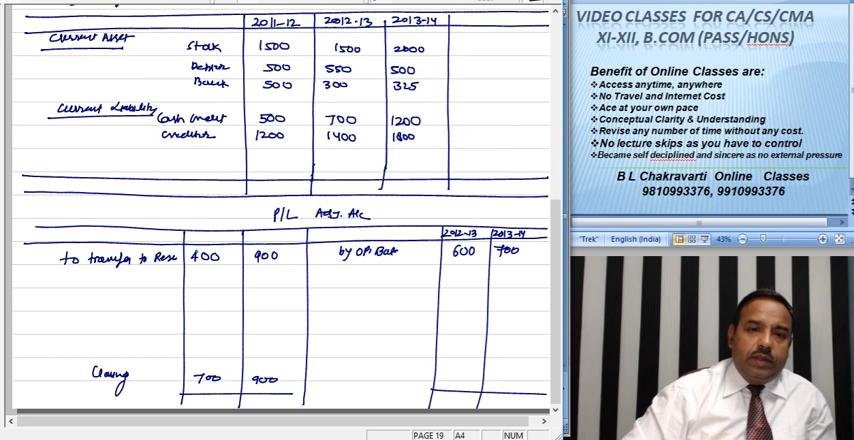 2011-12 2012-13 2013-14
Current Asset
Stock 1500 1500 2000
Debtor 500 550 500
Bank 500 300 325
Current Liability
Cash credit 500 700 1200
Creditor 1200 1400 1800
P/L Adj. A/c
2012-13 2013-14
To transfer to Rese 400 900 by OP Bal 600 700
Closing 700 900
PAGE 19 A4 NUM
VIDEO CLASSES FOR CA/CS/CMA
XI-XII, B.COM (PASS/HONS)
Benefit of Online Classes are:
❖Access anytime, anywhere
❖No Travel and Internet Cost
❖Ace at your own pace
❖Conceptual Clarity & Understanding
❖Revise any number of time without any cost.
❖No lecture skips as you have to control
❖Became self deciplined and sincere as no external pressure
B L Chakravarti Online Classes
9810993376, 9910993376
"Trek" English (India) 43%